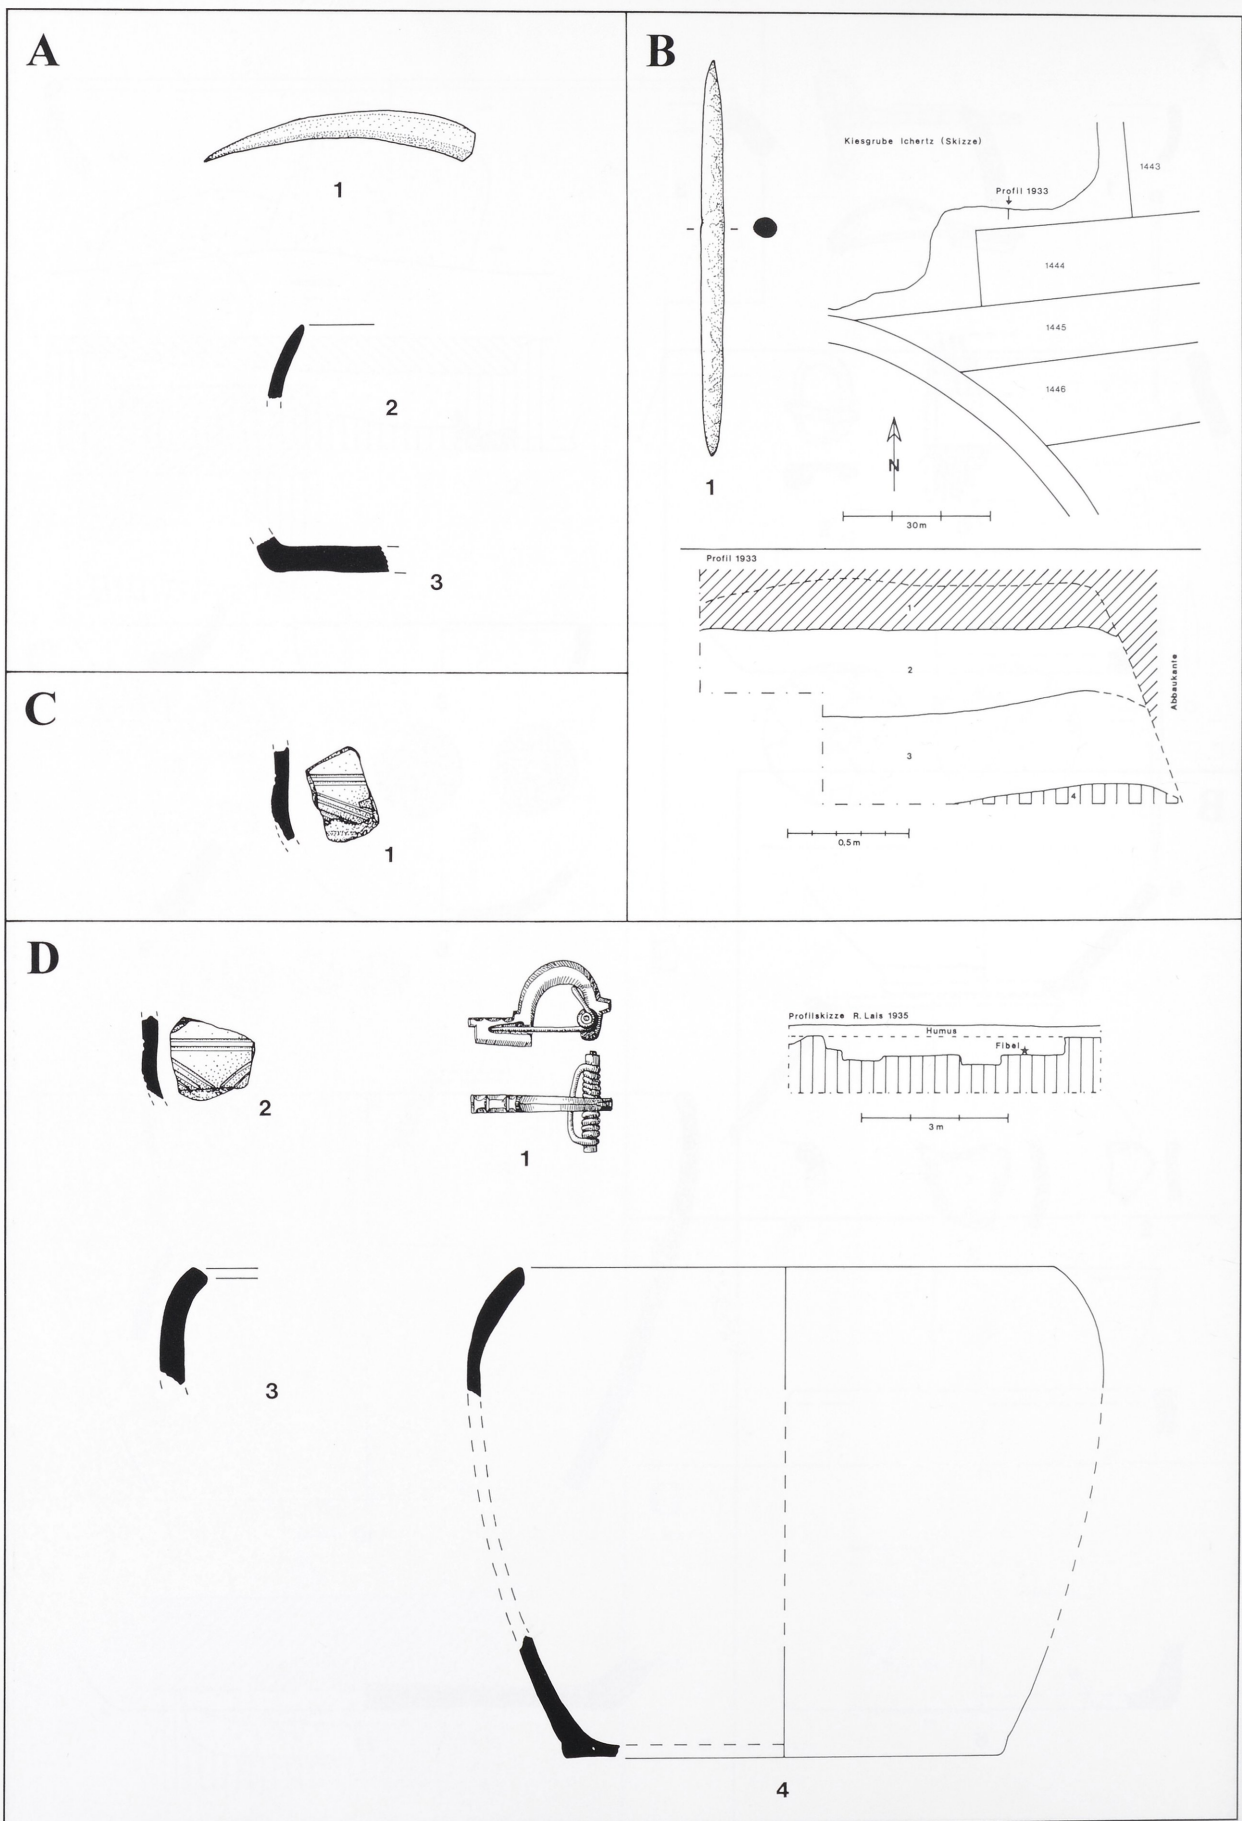 A
1
2
3
B
1
Kiesgrube Ichertz (Skizze)
Profil 1933
1443
1444
1445
1446
N
30m
Profil 1933
1
2
3
4
Abbaukante
0,5m
C
1
D
2
1
Profilskizze R. Lais 1935
Humus
Fibel
3 m
3
4